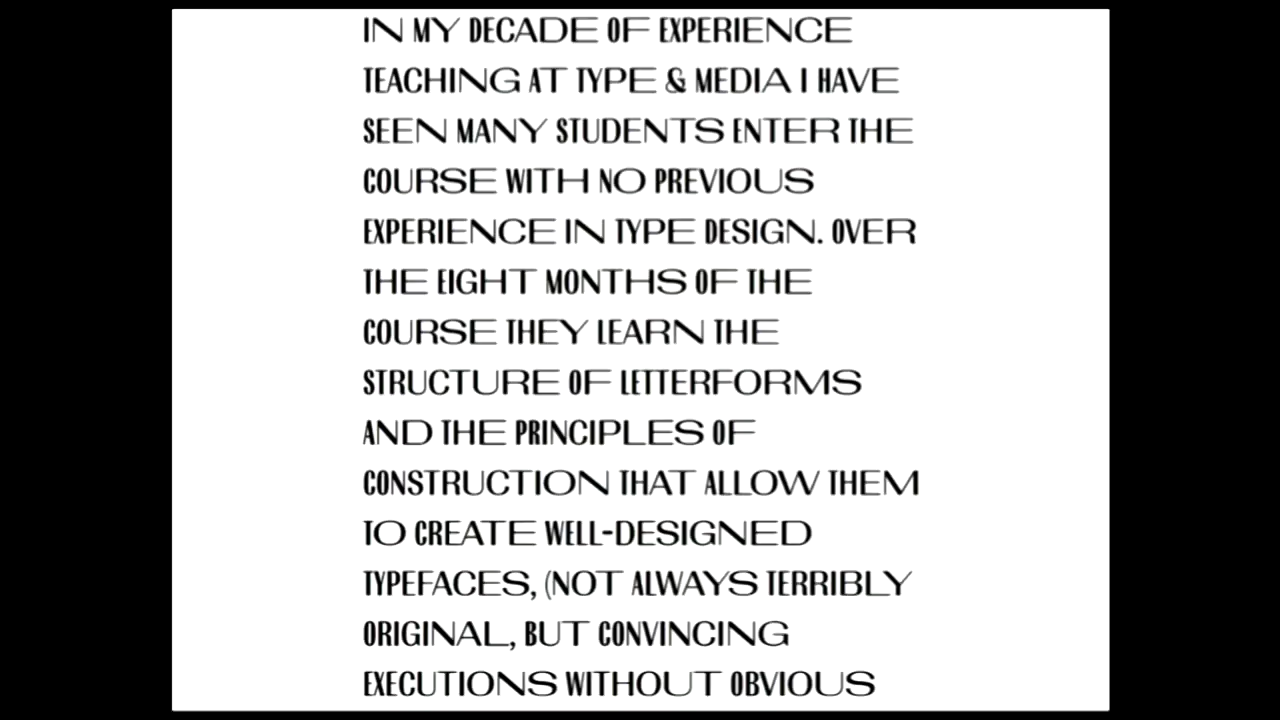 IN MY DECADE OF EXPERIENCE
TEACHING AT TYPE & MEDIA I HAVE
SEEN MANY STUDENTS ENTER THE
COURSE WITH NO PREVIOUS
EXPERIENCE IN TYPE DESIGN. OVER
THE EIGHT MONTHS OF THE
COURSE THEY LEARN THE
STRUCTURE OF LETTERFORMS
AND THE PRINCIPLES OF
CONSTRUCTION THAT ALLOW THEM
TO CREATE WELL-DESIGNED
TYPEFACES, (NOT ALWAYS TERRIBLY
ORIGINAL, BUT CONVINCING
EXECUTIONS WITHOUT OBVIOUS